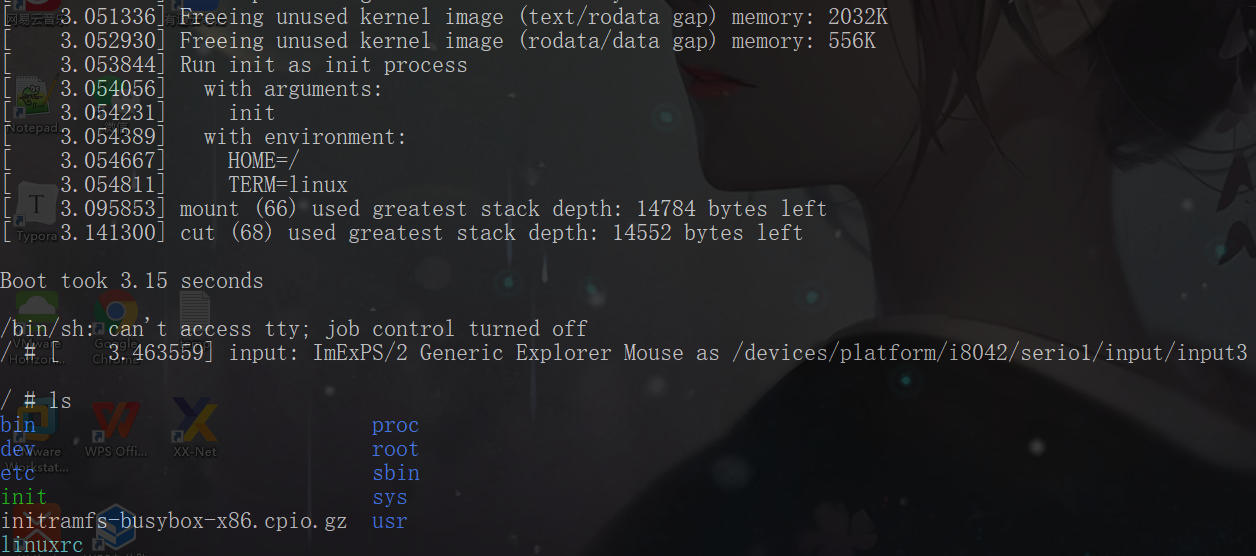 [    3.051336] Freeing unused kernel image (text/rodata gap) memory: 2032K
[    3.052930] Freeing unused kernel image (rodata/data gap) memory: 556K
[    3.053844] Run init as init process
[    3.054056]   with arguments:
[    3.054231]     init
[    3.054389]   with environment:
[    3.054667]     HOME=/
[    3.054811]     TERM=linux
[    3.095853] mount (66) used greatest stack depth: 14784 bytes left
[    3.141300] cut (68) used greatest stack depth: 14552 bytes left
Boot took 3.15 seconds
/bin/sh: can't access tty; job control turned off
/ # [    3.463559] input: ImExPS/2 Generic Explorer Mouse as /devices/platform/i8042/serio1/input/input3
/ # ls
bin                           proc
dev                           root
etc                           sbin
init                          sys
initramfs-busybox-x86.cpio.gz  usr
linuxrc
网易云音乐
Notepad...
T
Typora
VMware
Horizon...
Google
Chrome
VMware
Workstat...
WPS Offi...
XX-Net